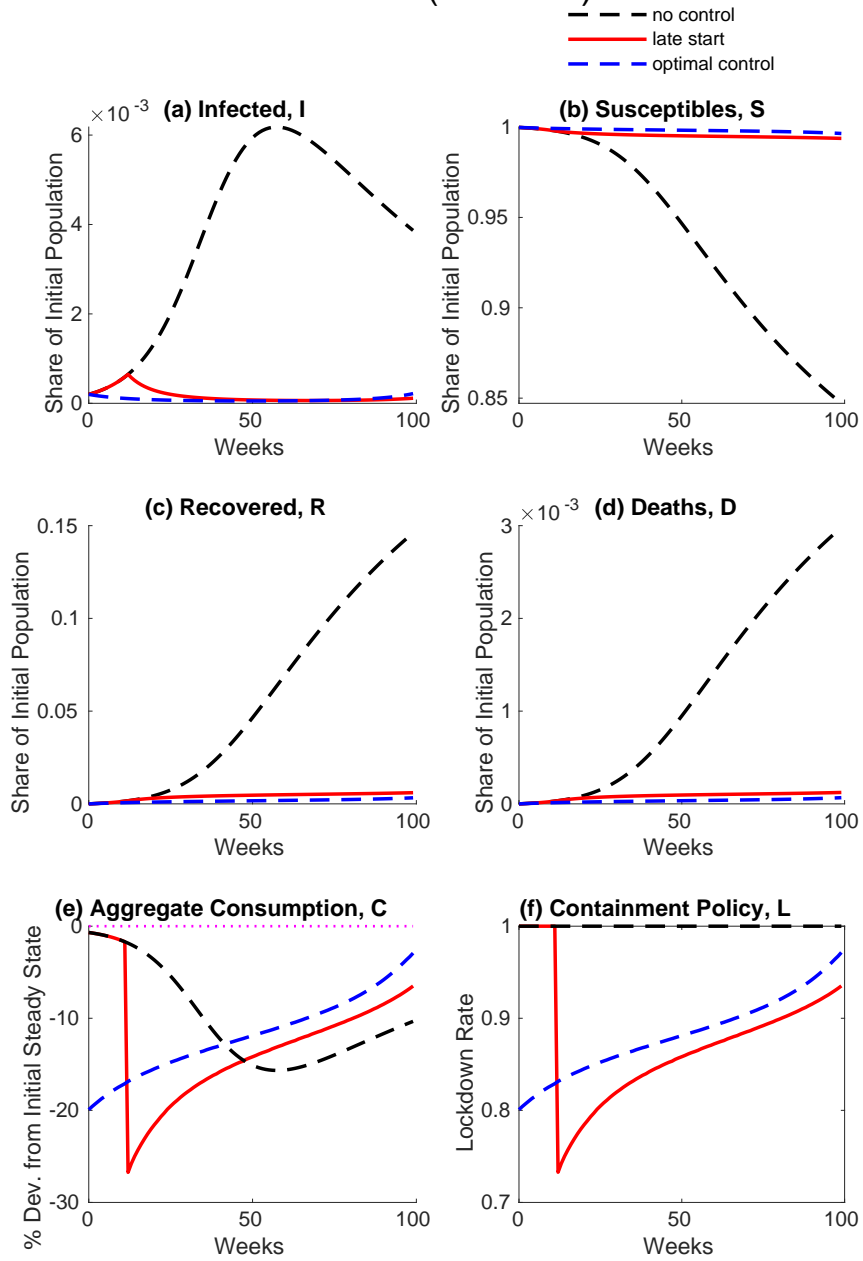 no control
late start
optimal control
×10 -3
(a) Infected, I
6
4
2
0
0
50
100
Share of Initial Population
Weeks
(b) Susceptibles, S
1
0.95
0.9
0.85
0
50
100
Share of Initial Population
Weeks
(c) Recovered, R
0.15
0.1
0.05
0
0
50
100
Share of Initial Population
Weeks
×10 -3
(d) Deaths, D
3
2
1
0
0
50
100
Share of Initial Population
Weeks
(e) Aggregate Consumption, C
0
-10
-20
-30
0
50
100
% Dev. from Initial Steady State
Weeks
(f) Containment Policy, L
1
0.9
0.8
0.7
0
50
100
Lockdown Rate
Weeks